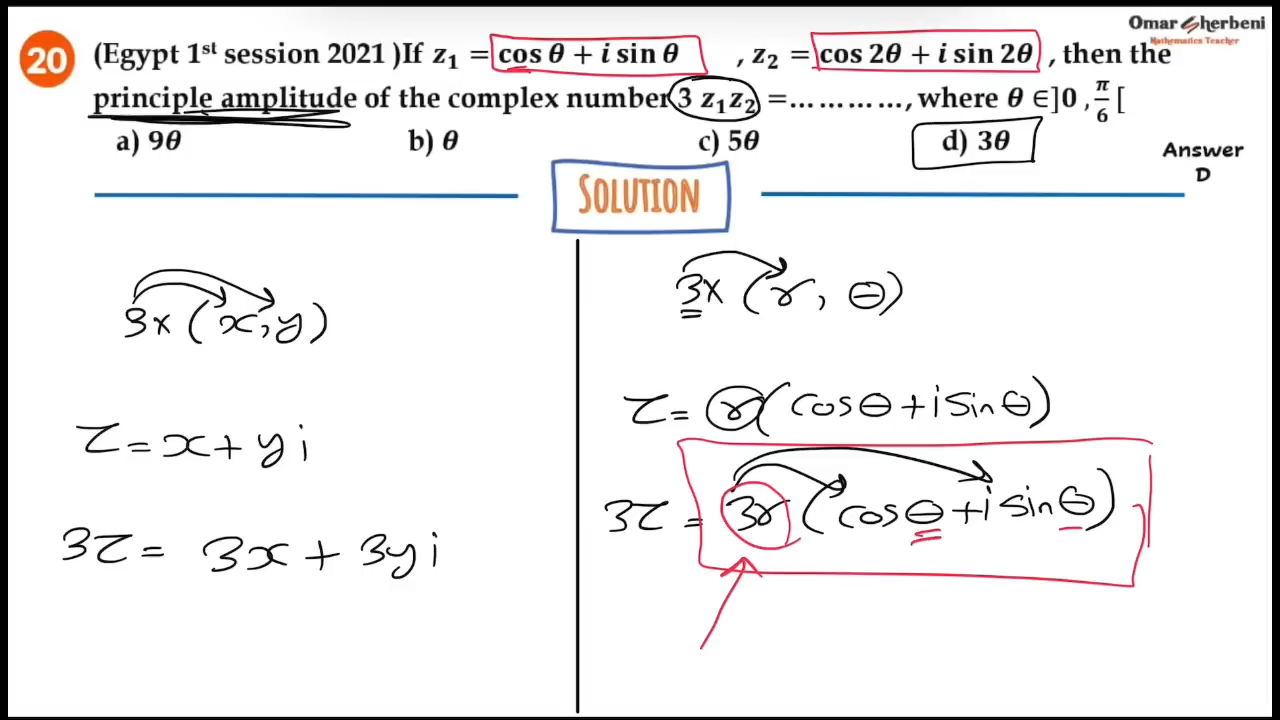 Omar Sherbeni
Mathematics Teacher
20 (Egypt 1st session 2021 )If z₁ = cos θ + i sin θ , z₂ = cos 2θ + i sin 2θ , then the
principle amplitude of the complex number 3 z₁z₂ = ............, where θ ∈]0 , π/6 [
a) 9θ b) θ c) 5θ d) 3θ
Answer
D
SOLUTION
3x (x, y)
z = x + y i
3z = 3x + 3y i
3x (r, θ)
z = r (cos θ + i sin θ)
3z = 3r (cos θ + i sin θ)